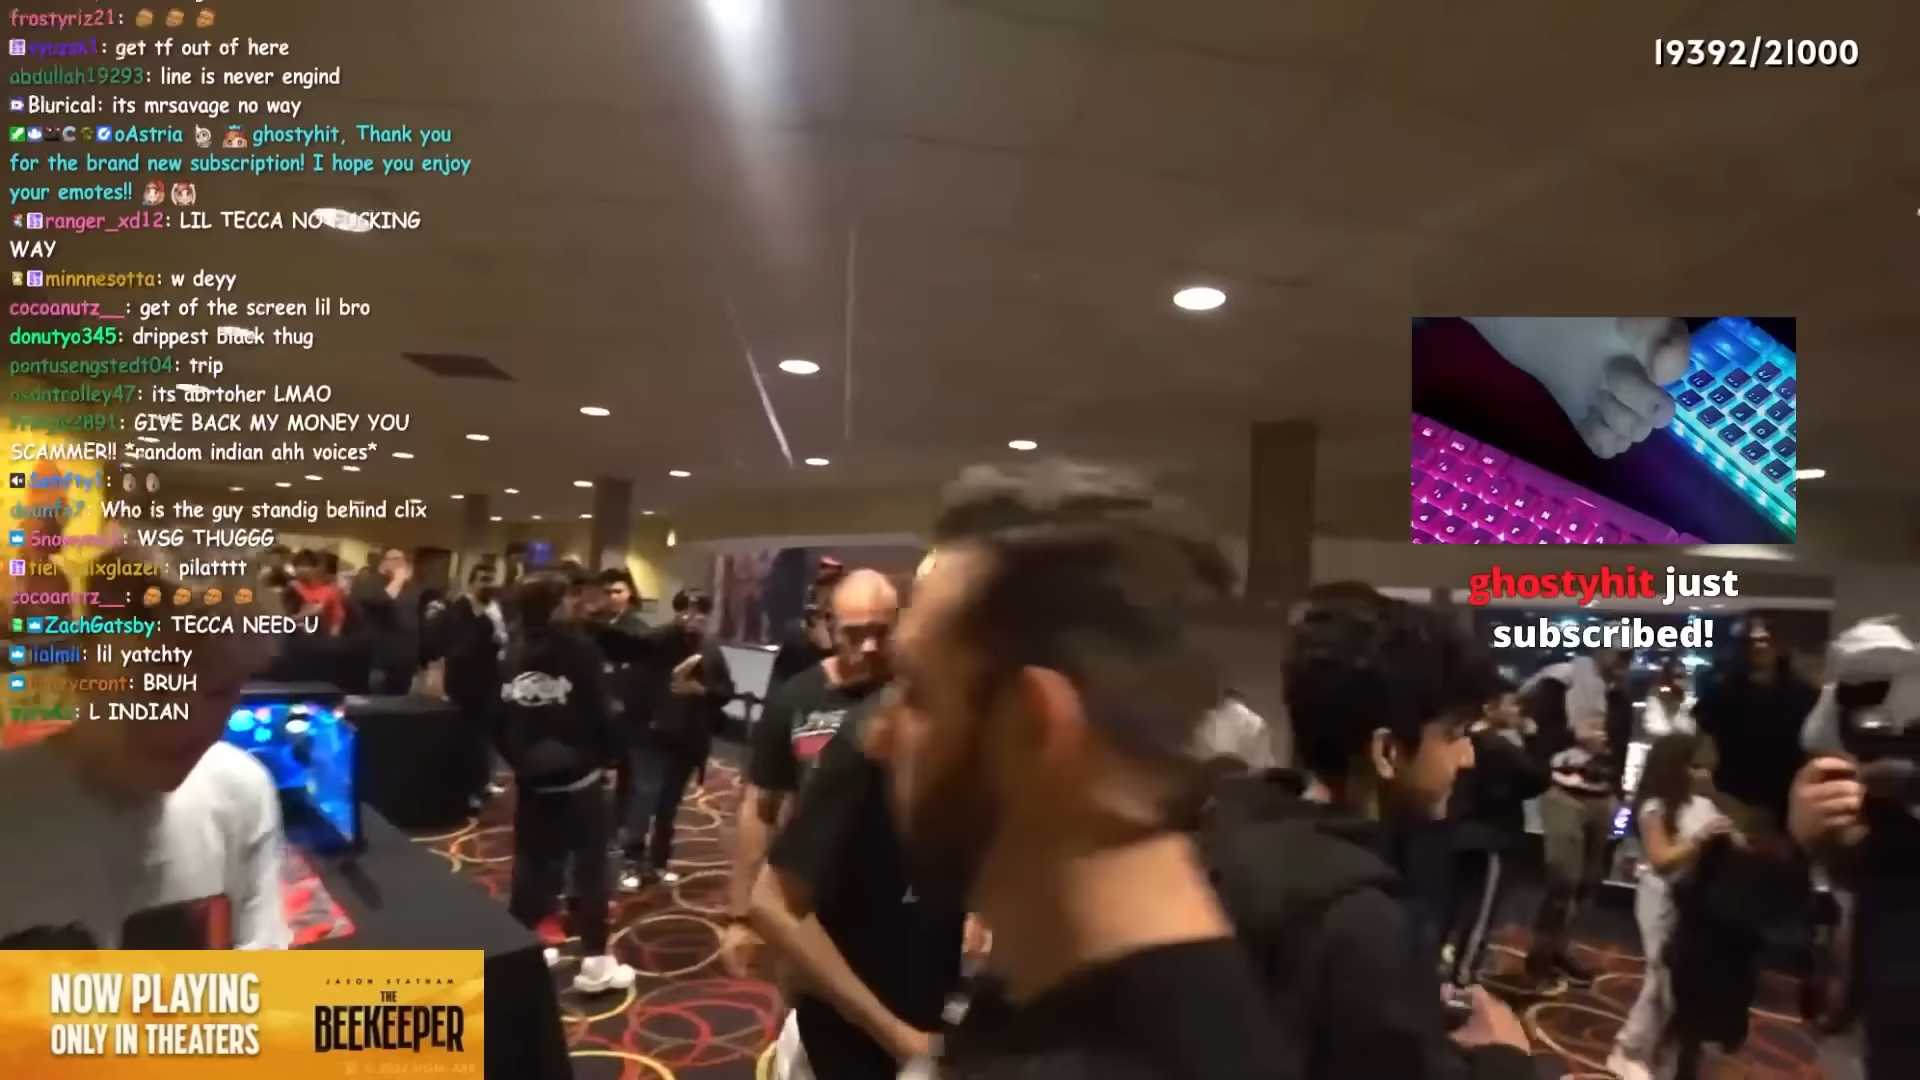 frostyriz21:
: get tf out of here
abdullah19293: line is never engind
Blurical: its mrsavage no way
oAstria ghostyhit, Thank you
for the brand new subscription! I hope you enjoy
your emotes!!
ranger_xd12: LIL TECCA NO FUCKING
WAY
minnnesotta: w deyy
cocoanutz__: get of the screen lil bro
donutyo345: drippest black thug
pontusengstedt04: trip
: its abrtoher LMAO
: GIVE BACK MY MONEY YOU
SCAMMER!! *random indian ahh voices*
: Who is the guy standig behind clix
: WSG THUGGG
: pilatttt
cocoanutz__:
ZachGatsby: TECCA NEED U
: lil yatchty
: BRUH
: L INDIAN
19392/21000
ghostyhit just
subscribed!
NOW PLAYING
ONLY IN THEATERS
JASON STATHAM
THE
BEEKEEPER